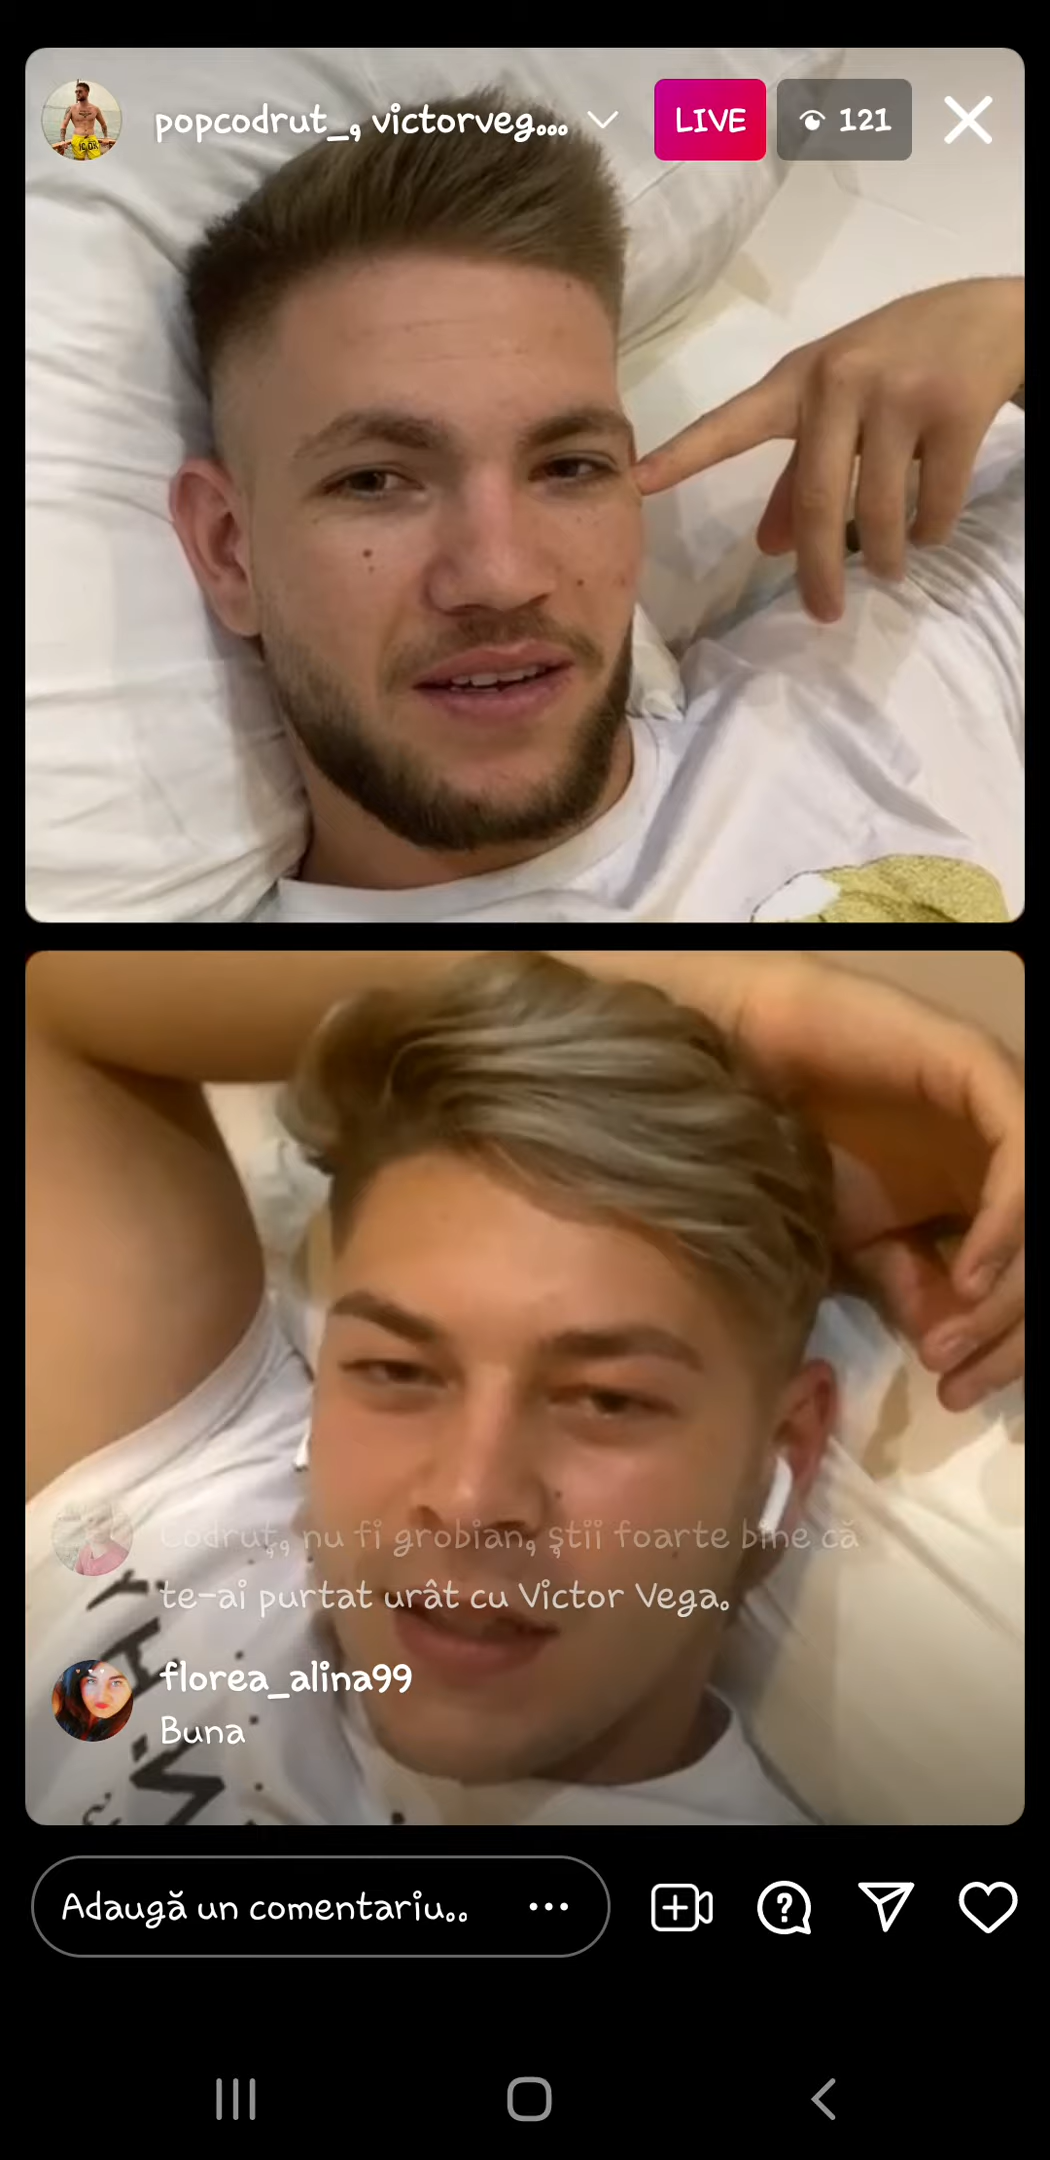 popcodrut_, victorveg...
LIVE
121
Codruț, nu fi grobian, știi foarte bine că
te-ai purtat urât cu Victor Vega.
florea_alina99
Buna
Adaugă un comentariu..